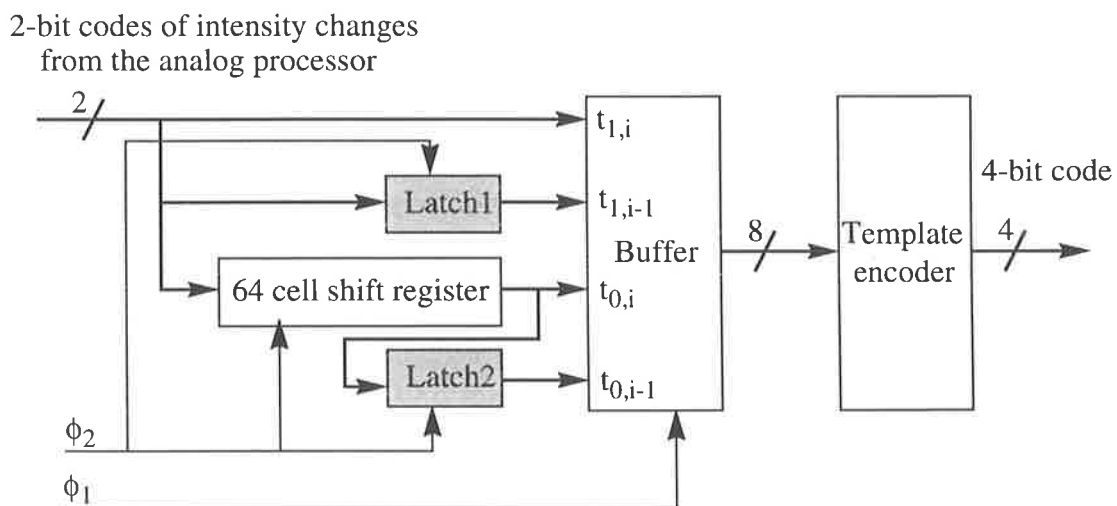 2-bit codes of intensity changes
from the analog processor
2
t1,i
Latch1
t1,i-1
4-bit code
Buffer
8
Template
encoder
4
64 cell shift register
t0,i
Latch2
t0,i-1
ϕ2
ϕ1